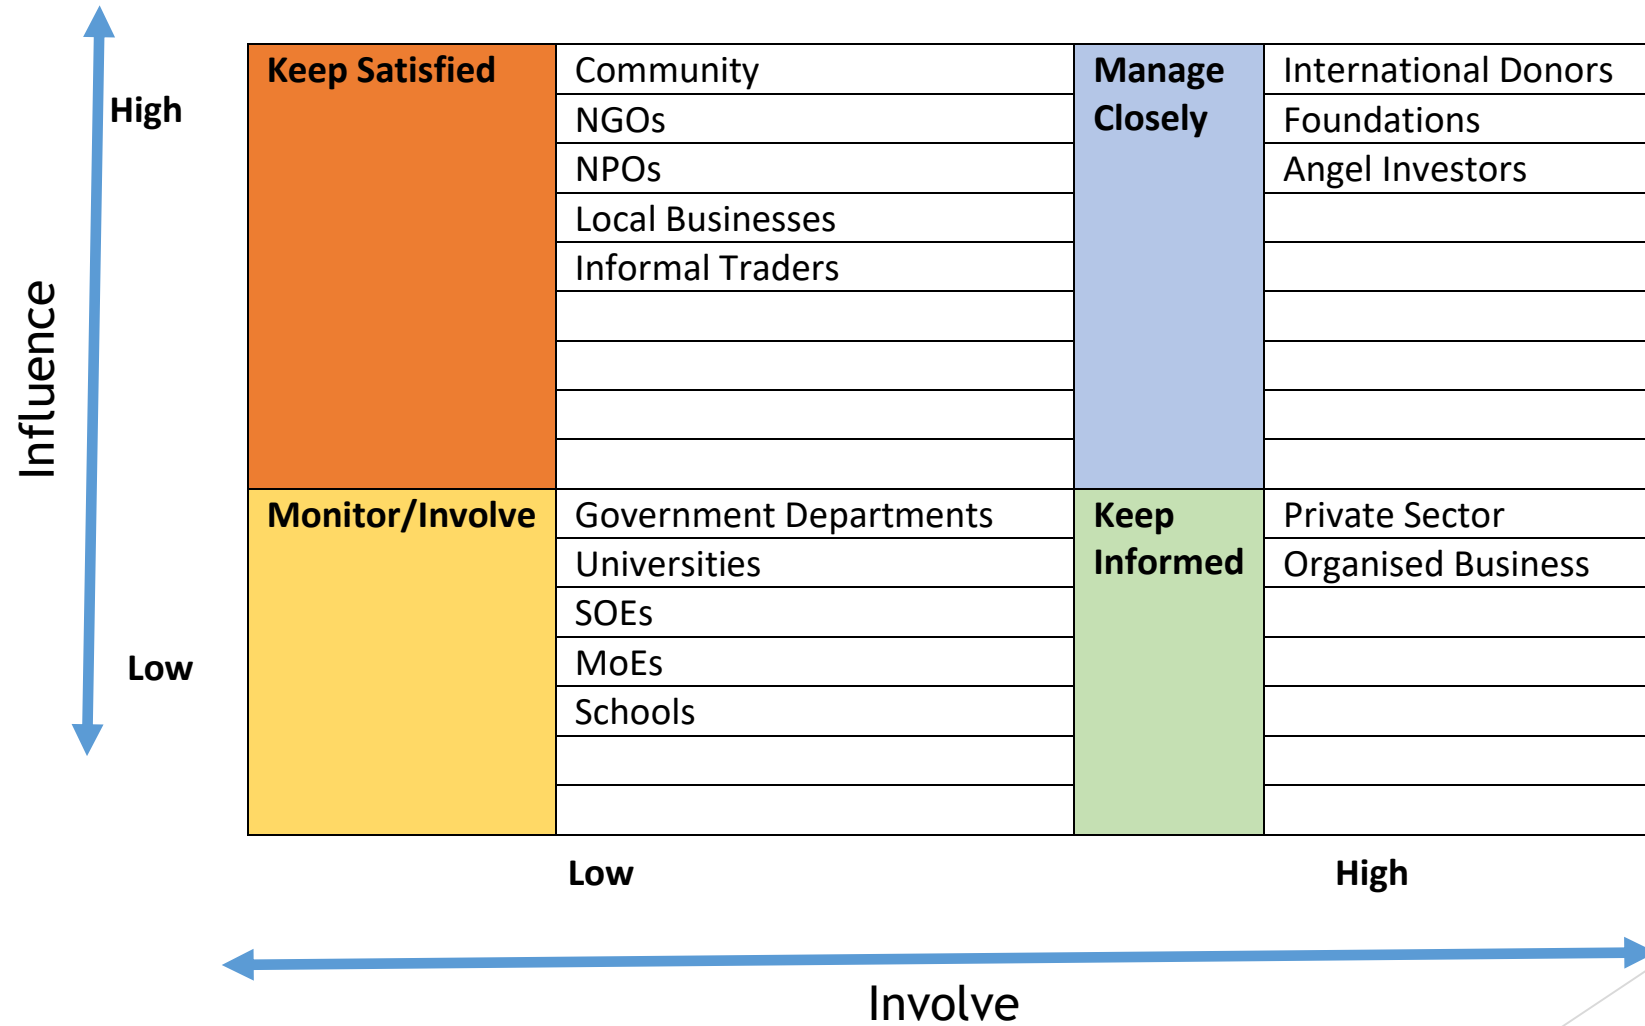 Influence
High
Low
Keep Satisfied
Community
NGOs
NPOs
Local Businesses
Informal Traders
Manage
Closely
International Donors
Foundations
Angel Investors
Monitor/Involve
Government Departments
Universities
SOEs
MoEs
Schools
Keep
Informed
Private Sector
Organised Business
Low
High
Involve